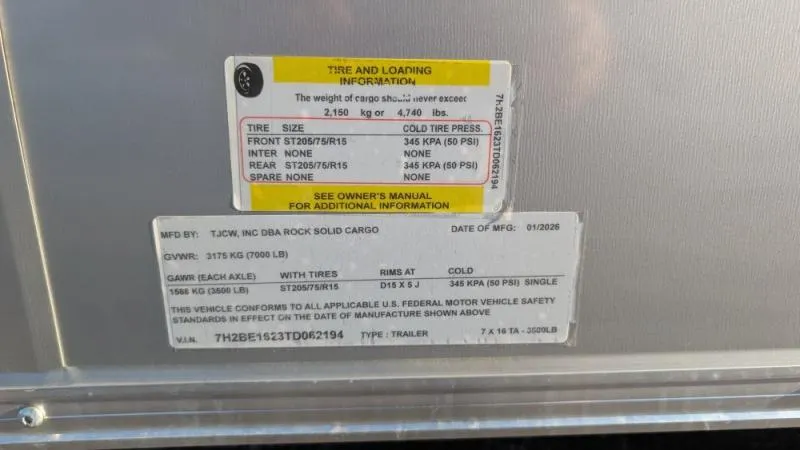 TIRE AND LOADING
INFORMATION
The weight of cargo should never exceed
2,150 kg or 4,740 lbs.
TIRE SIZE COLD TIRE PRESS.
FRONT ST205/75/R15 345 KPA (50 PSI)
INTER NONE NONE
REAR ST205/75/R15 345 KPA (50 PSI)
SPARE NONE NONE
SEE OWNER'S MANUAL
FOR ADDITIONAL INFORMATION
7H2BE1623TD062194
MFD BY: TJCW, INC DBA ROCK SOLID CARGO DATE OF MFG: 01/2026
GVWR: 3175 KG (7000 LB)
GAWR (EACH AXLE) WITH TIRES RIMS AT COLD
1588 KG (3500 LB) ST205/75/R15 D15 X 5 J 345 KPA (50 PSI) SINGLE
THIS VEHICLE CONFORMS TO ALL APPLICABLE U.S. FEDERAL MOTOR VEHICLE SAFETY
STANDARDS IN EFFECT ON THE DATE OF MANUFACTURE SHOWN ABOVE
V.I.N. 7H2BE1623TD062194 TYPE : TRAILER 7 X 16 TA - 3500LB